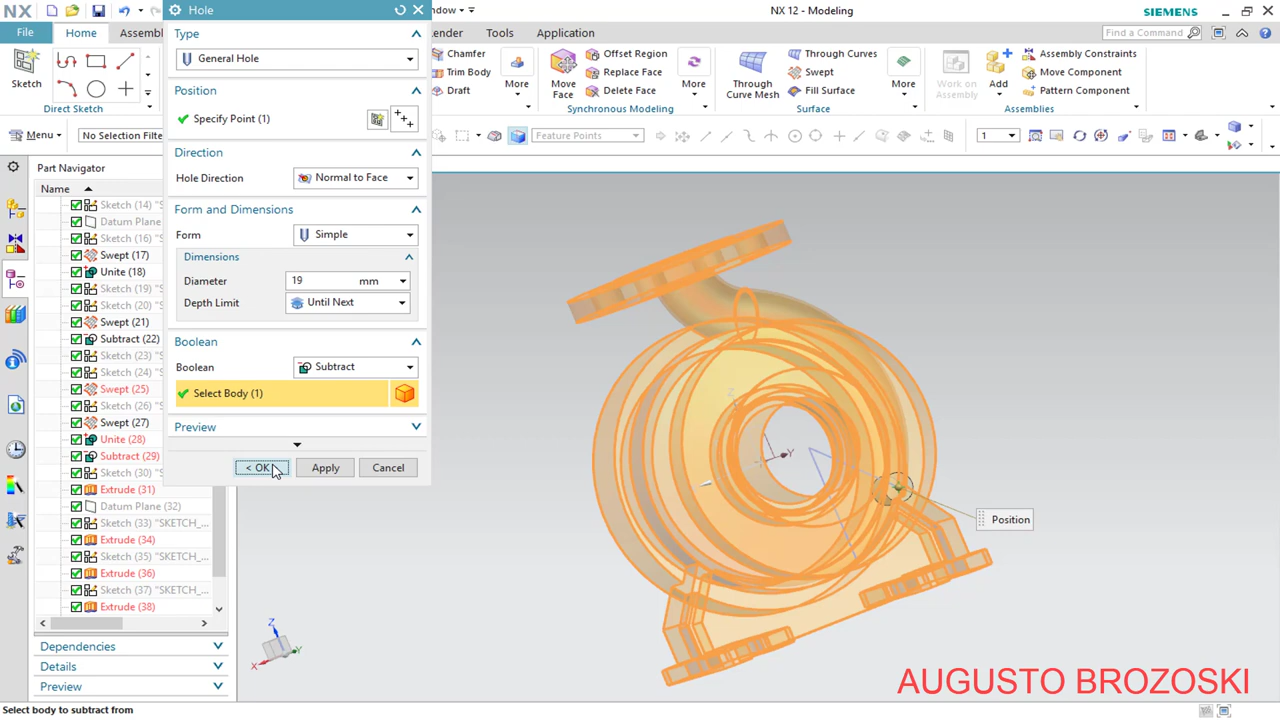 NX
Window
NX 12 - Modeling
SIEMENS
File
Home
Assemb
Render
Tools
Application
Find a Command
Sketch
Direct Sketch
Chamfer
Trim Body
Draft
More
Move
Face
Offset Region
Replace Face
Delete Face
More
Synchronous Modeling
Through
Curve Mesh
Through Curves
Swept
Fill Surface
More
Surface
Work on
Assembly
Add
Assembly Constraints
Move Component
Pattern Component
Assemblies
Menu
No Selection Filte
Feature Points
1
Hole
Type
General Hole
Position
Specify Point (1)
Direction
Hole Direction
Normal to Face
Form and Dimensions
Form
Simple
Dimensions
Diameter
19 mm
Depth Limit
Until Next
Boolean
Boolean
Subtract
Select Body (1)
Preview
< OK >
Apply
Cancel
Part Navigator
Name
Sketch (14) "S
Datum Plane
Sketch (16) "S
Swept (17)
Unite (18)
Sketch (19) "S
Sketch (20) "S
Swept (21)
Subtract (22)
Sketch (23) "S
Sketch (24) "S
Swept (25)
Sketch (26) "S
Swept (27)
Unite (28)
Subtract (29)
Sketch (30) "S
Extrude (31)
Datum Plane (32)
Sketch (33) "SKETCH_...
Extrude (34)
Sketch (35) "SKETCH_...
Extrude (36)
Sketch (37) "SKETCH_...
Extrude (38)
Dependencies
Details
Preview
Z
Y
Position
Z
X
Y
AUGUSTO BROZOSKI
Select body to subtract from